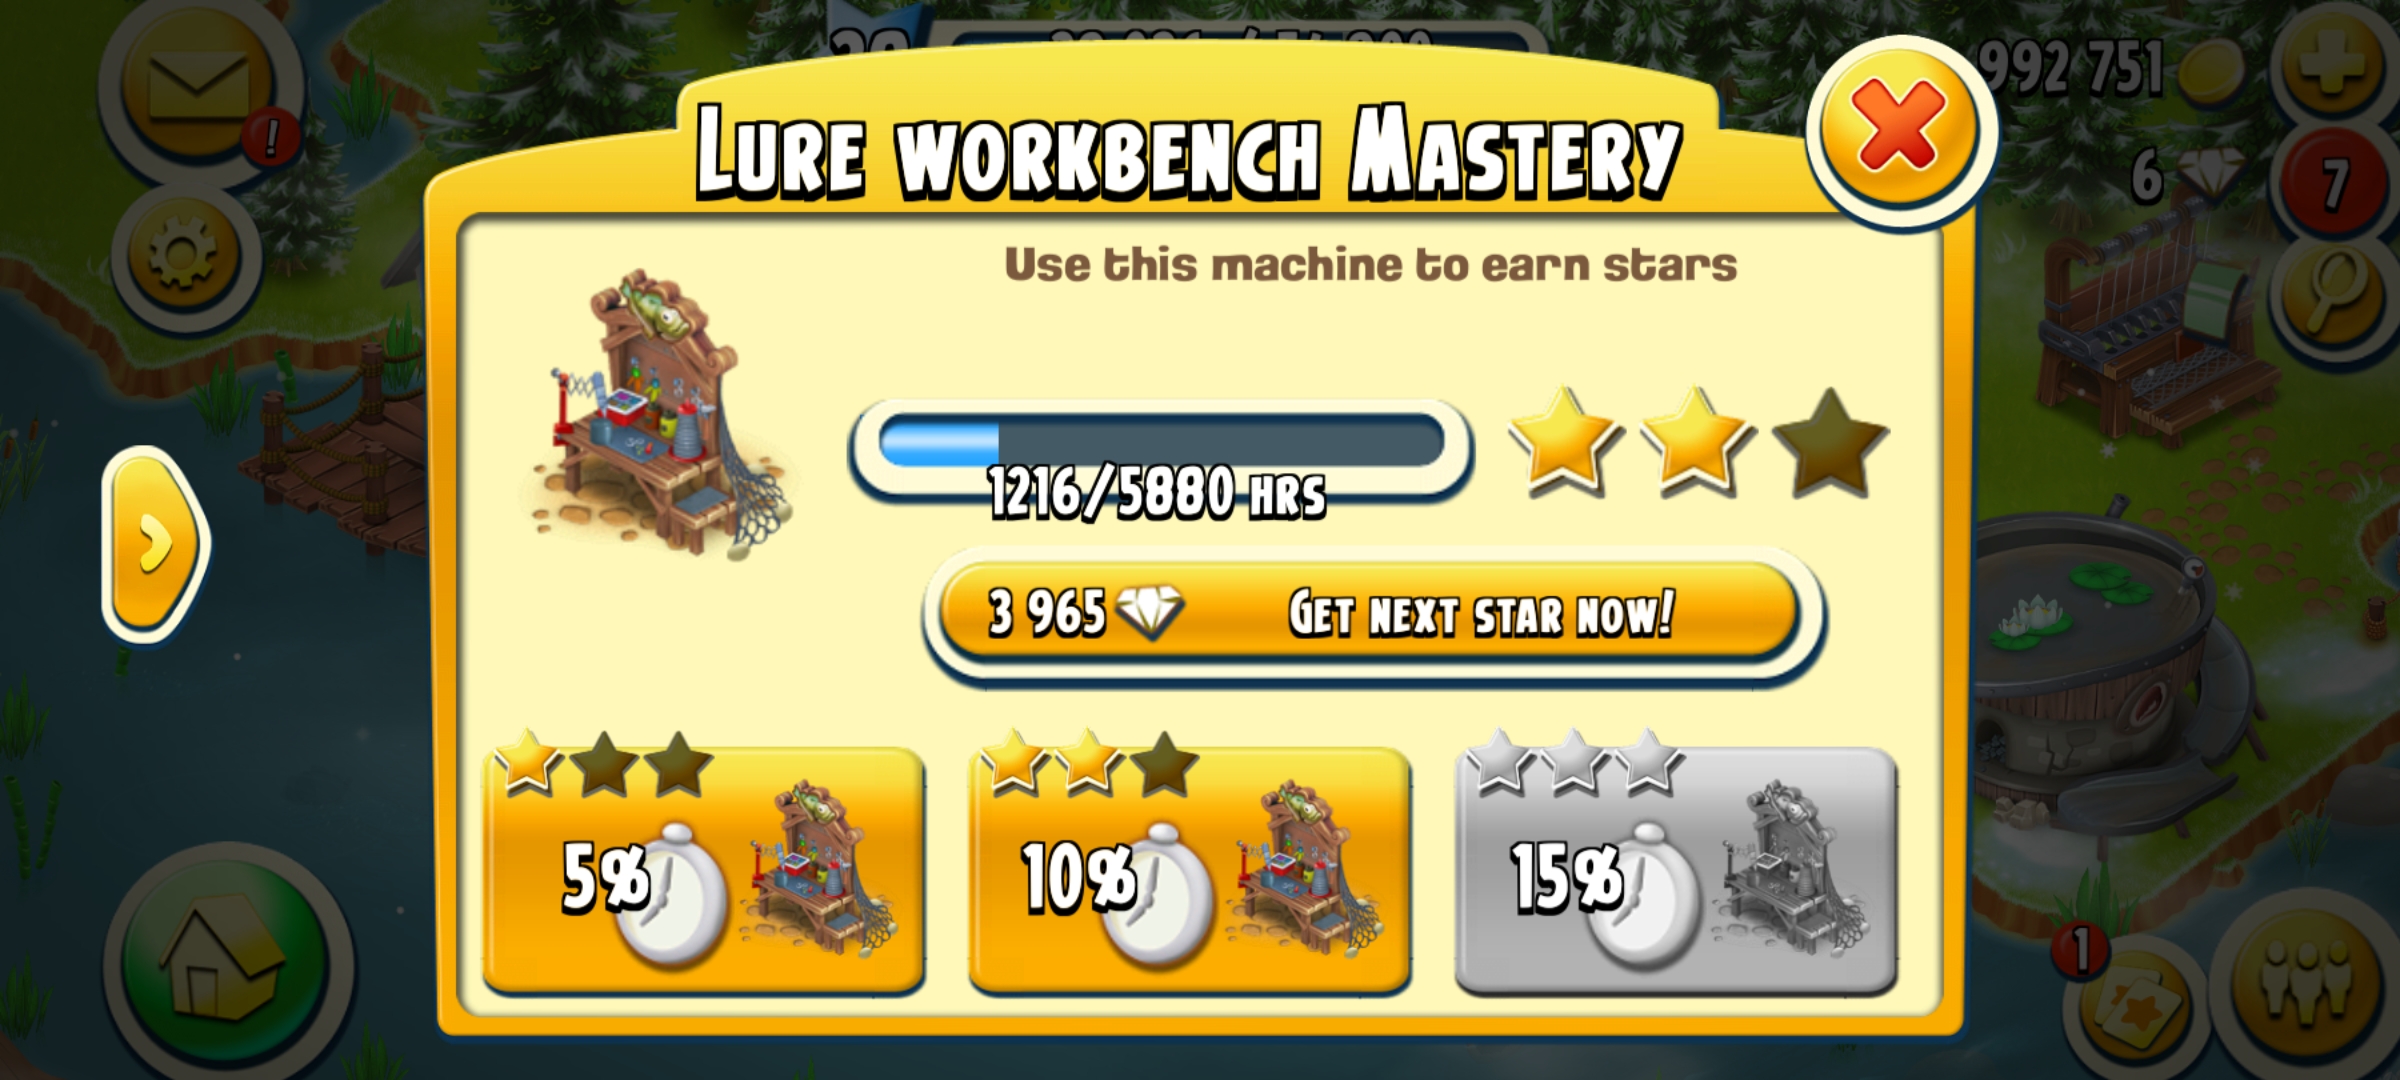 992 751
!
LURE WORKBENCH MASTERY
6
7
Use this machine to earn stars
1216/5880 HRS
3 965 GET NEXT STAR NOW!
5%
10%
15%
1